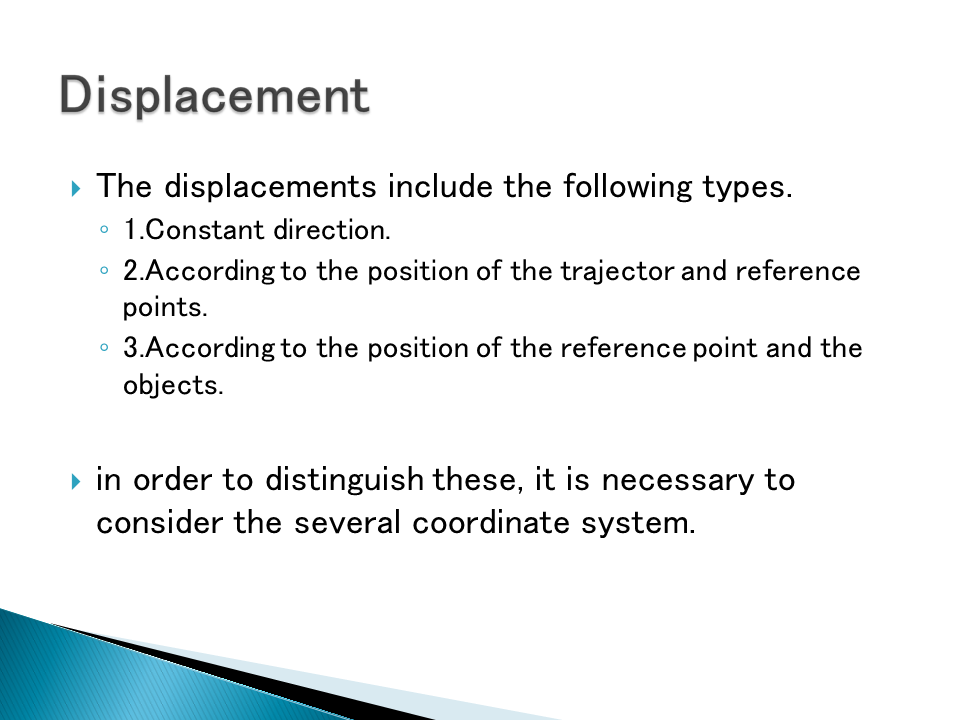 Displacement
The displacements include the following types.
1.Constant direction.
2.According to the position of the trajector and reference
points.
3.According to the position of the reference point and the
objects.
in order to distinguish these, it is necessary to
consider the several coordinate system.